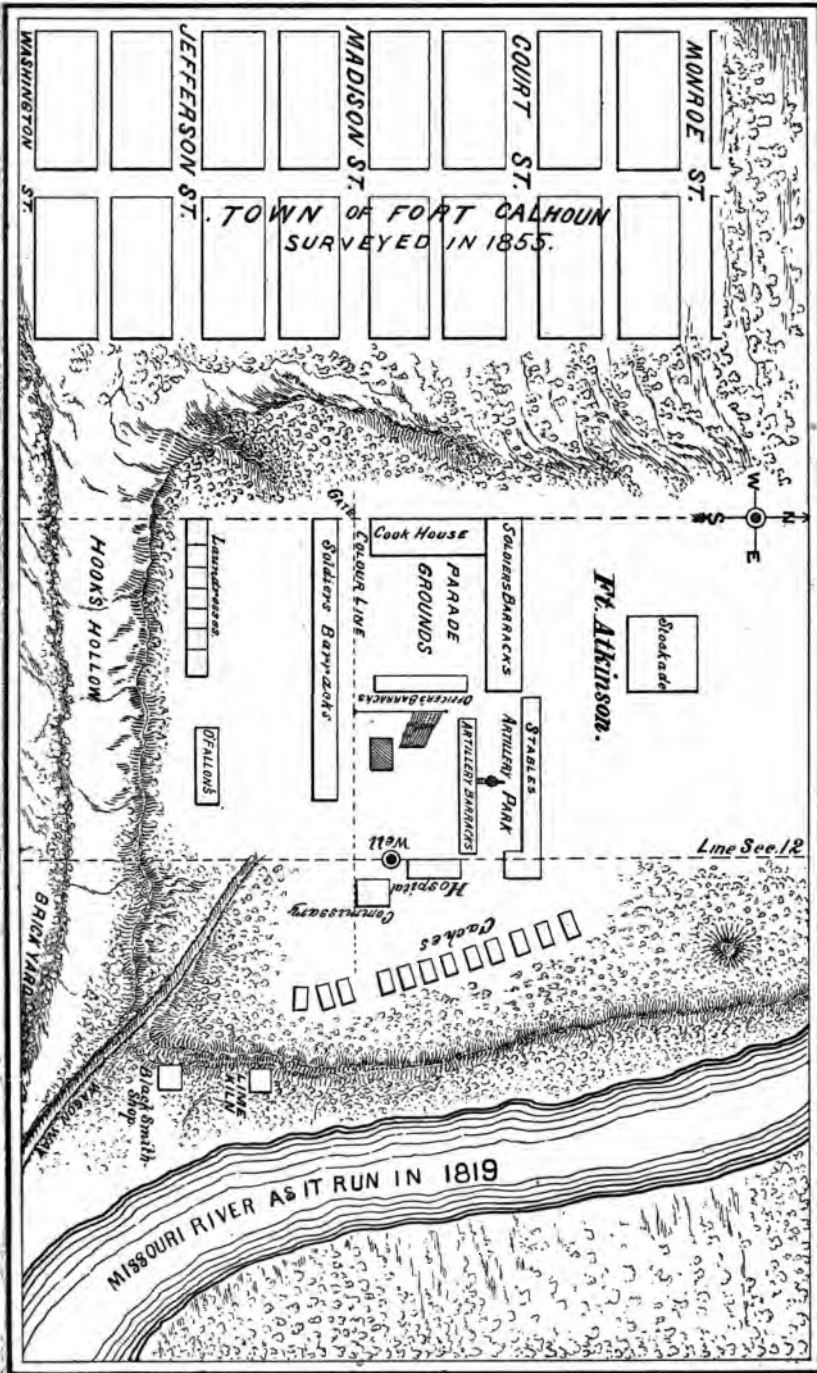 WASHINGTON ST.
JEFFERSON ST.
MADISON ST.
COURT ST.
MONROE ST.
TOWN OF FORT CALHOUN
SURVEYED IN 1855.
W
N
S
E
GATE
COLOUR LINE
Cook House
PARADE
GROUNDS
SOLDIERS BARRACKS
Ft. Atkinson.
Stockade
Laundresses.
Soldiers Barracks
OFFICER'S BARRACKS
STABLES
ARTILLERY PARK
ARTILLERY BARRACKS
O'FALLON'S
HOOKS HOLLOW
Well
Hospital
Commissary
Line Sec. 12
Caches
BRICK YARD
WAGON WAY
Black Smith
Shop
LIME
KILN
MISSOURI RIVER AS IT RUN IN 1819